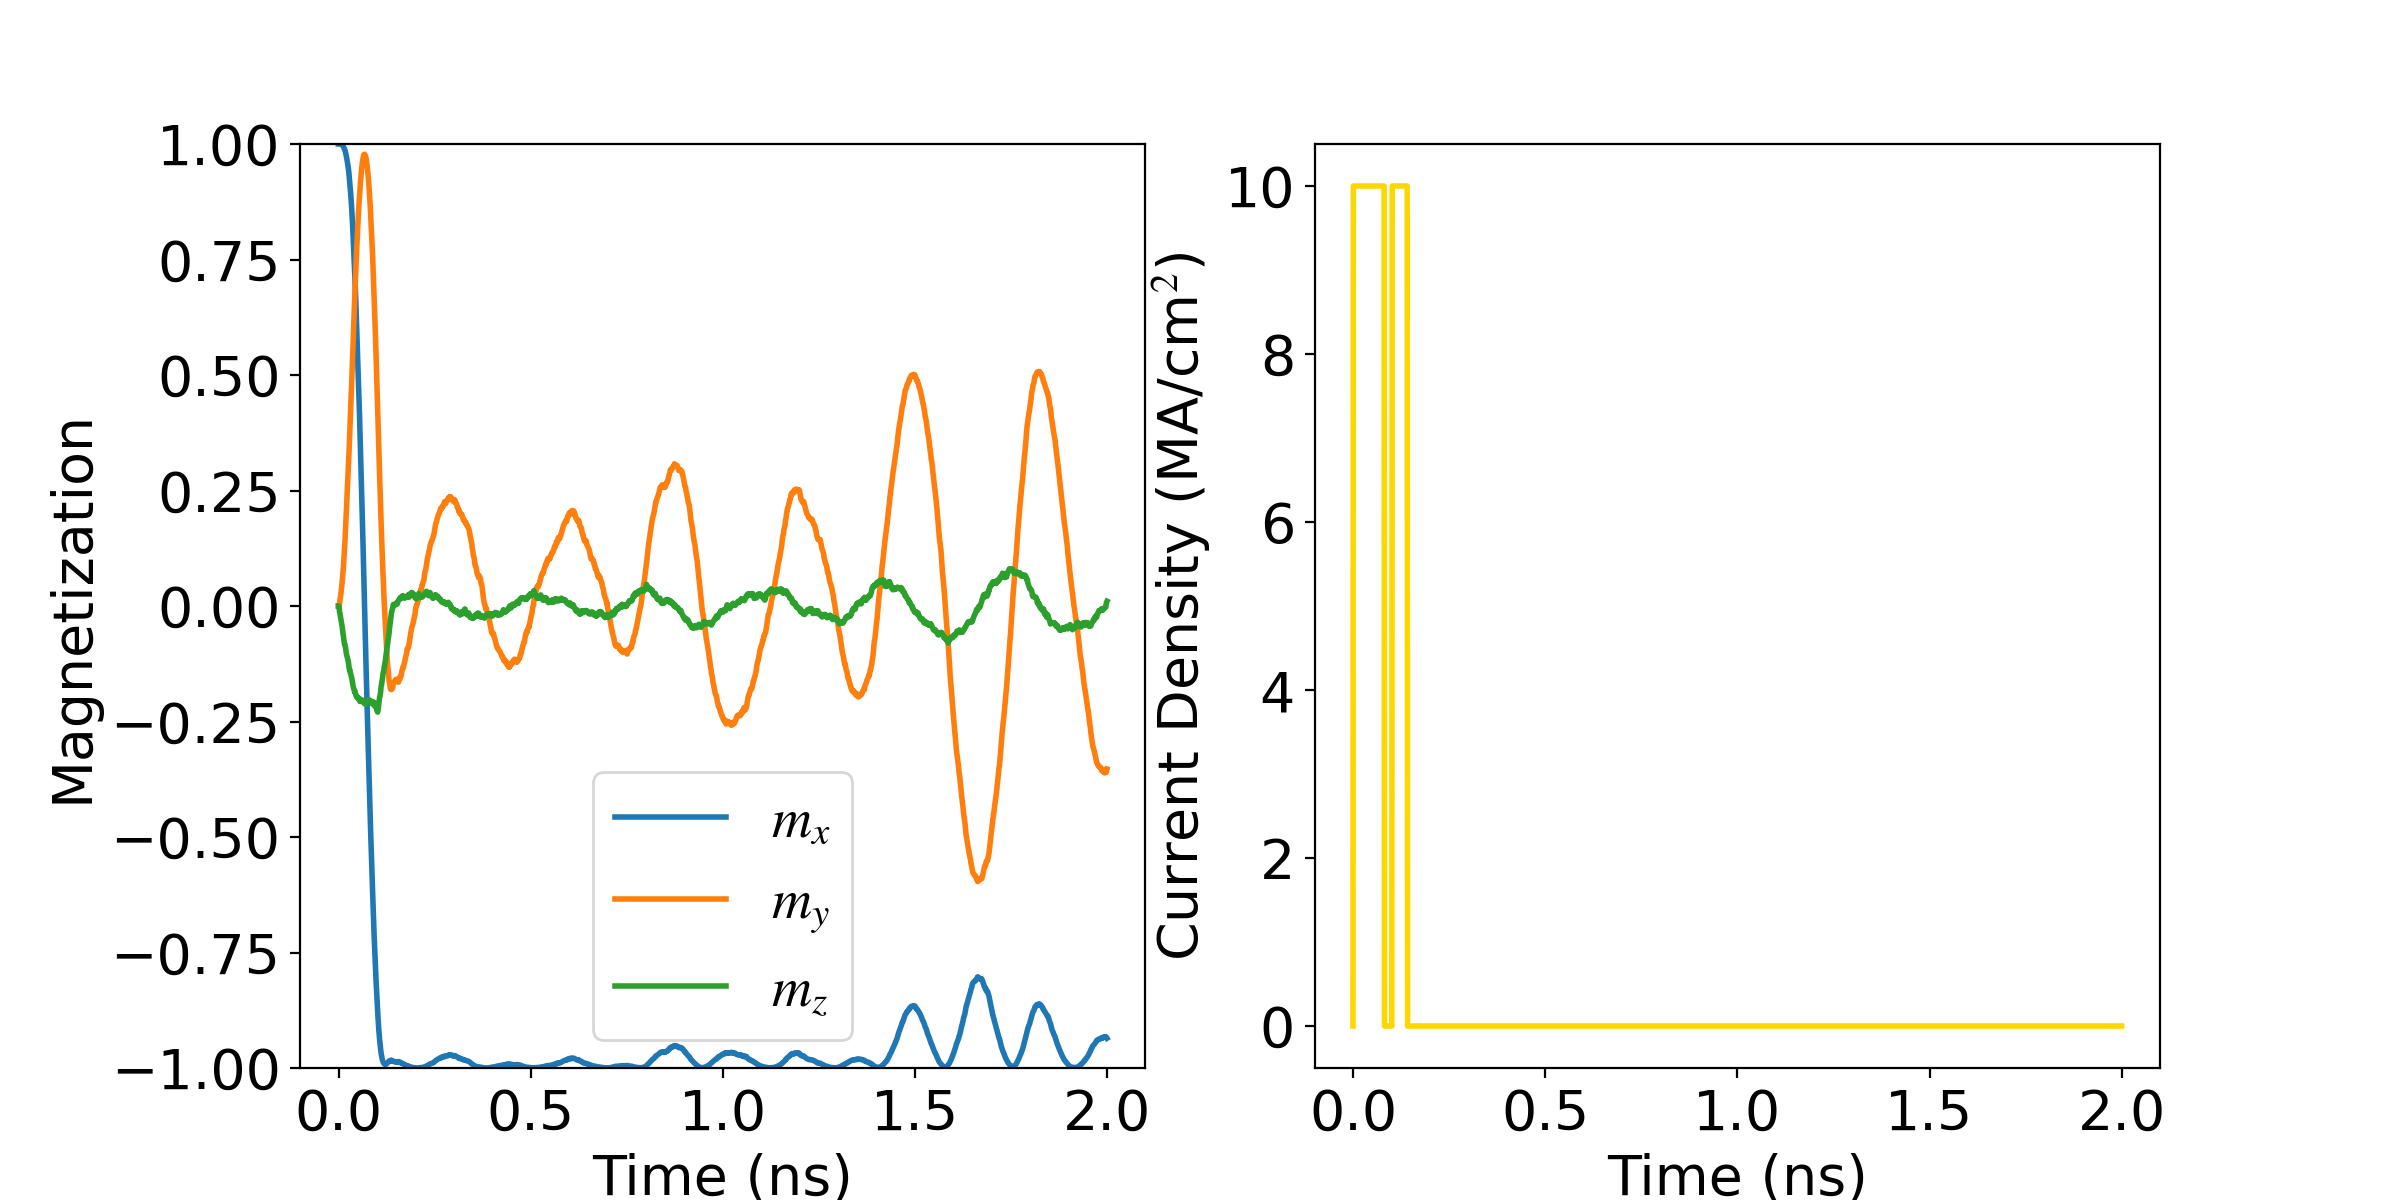 Magnetization
1.00
0.75
0.50
0.25
0.00
−0.25
−0.50
−0.75
−1.00
0.0 0.5 1.0 1.5 2.0
Time (ns)
m_x
m_y
m_z
Current Density (MA/cm²)
10
8
6
4
2
0
0.0 0.5 1.0 1.5 2.0
Time (ns)